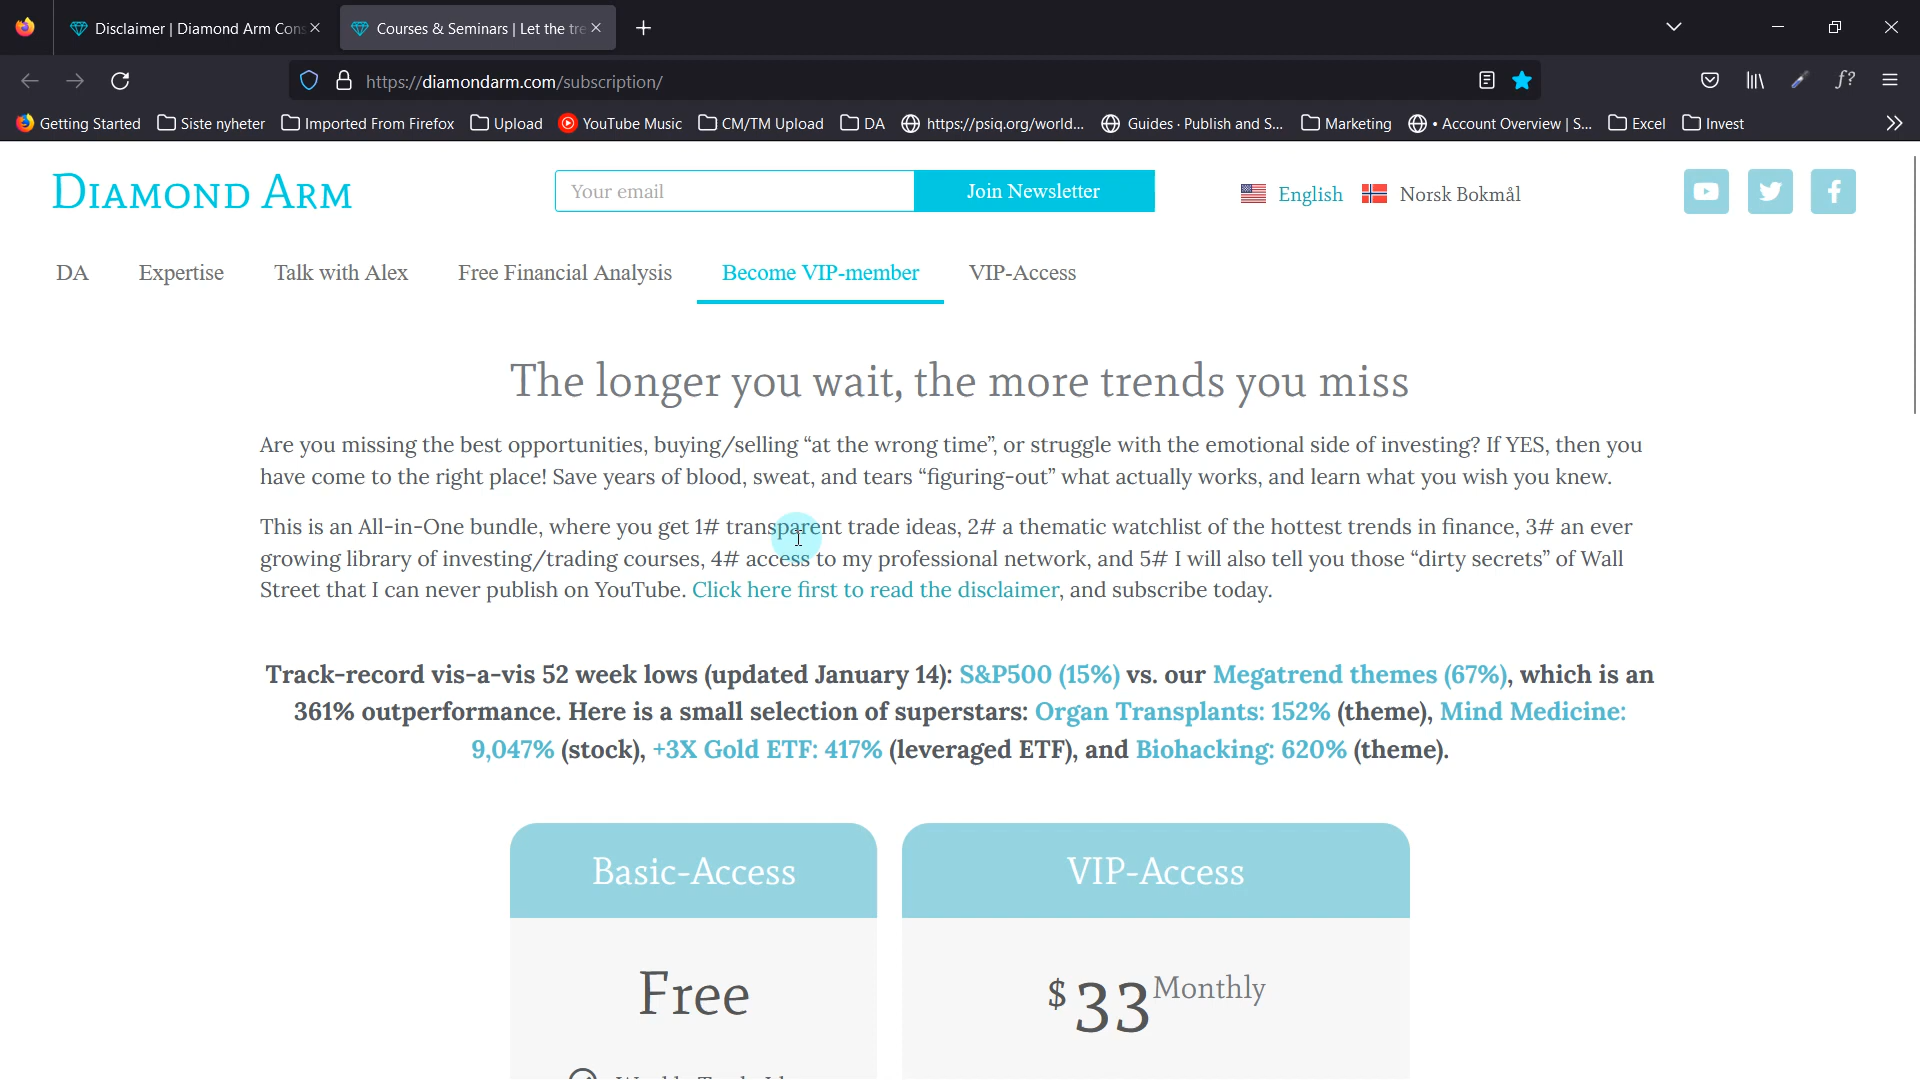 Disclaimer | Diamond Arm Cons
Courses & Seminars | Let the tre
https://diamondarm.com/subscription/
f?
Getting Started
Siste nyheter
Imported From Firefox
Upload
YouTube Music
CM/TM Upload
DA
https://psiq.org/world...
Guides · Publish and S...
Marketing
• Account Overview | S...
Excel
Invest
Diamond Arm
Your email
Join Newsletter
English
Norsk Bokmål
DA
Expertise
Talk with Alex
Free Financial Analysis
Become VIP-member
VIP-Access
The longer you wait, the more trends you miss
Are you missing the best opportunities, buying/selling “at the wrong time”, or struggle with the emotional side of investing? If YES, then you
have come to the right place! Save years of blood, sweat, and tears “figuring-out” what actually works, and learn what you wish you knew.
This is an All-in-One bundle, where you get 1# transparent trade ideas, 2# a thematic watchlist of the hottest trends in finance, 3# an ever
growing library of investing/trading courses, 4# access to my professional network, and 5# I will also tell you those “dirty secrets” of Wall
Street that I can never publish on YouTube. Click here first to read the disclaimer, and subscribe today.
Track-record vis-a-vis 52 week lows (updated January 14): S&P500 (15%) vs. our Megatrend themes (67%), which is an
361% outperformance. Here is a small selection of superstars: Organ Transplants: 152% (theme), Mind Medicine:
9,047% (stock), +3X Gold ETF: 417% (leveraged ETF), and Biohacking: 620% (theme).
Basic-Access
VIP-Access
Free
$33 Monthly